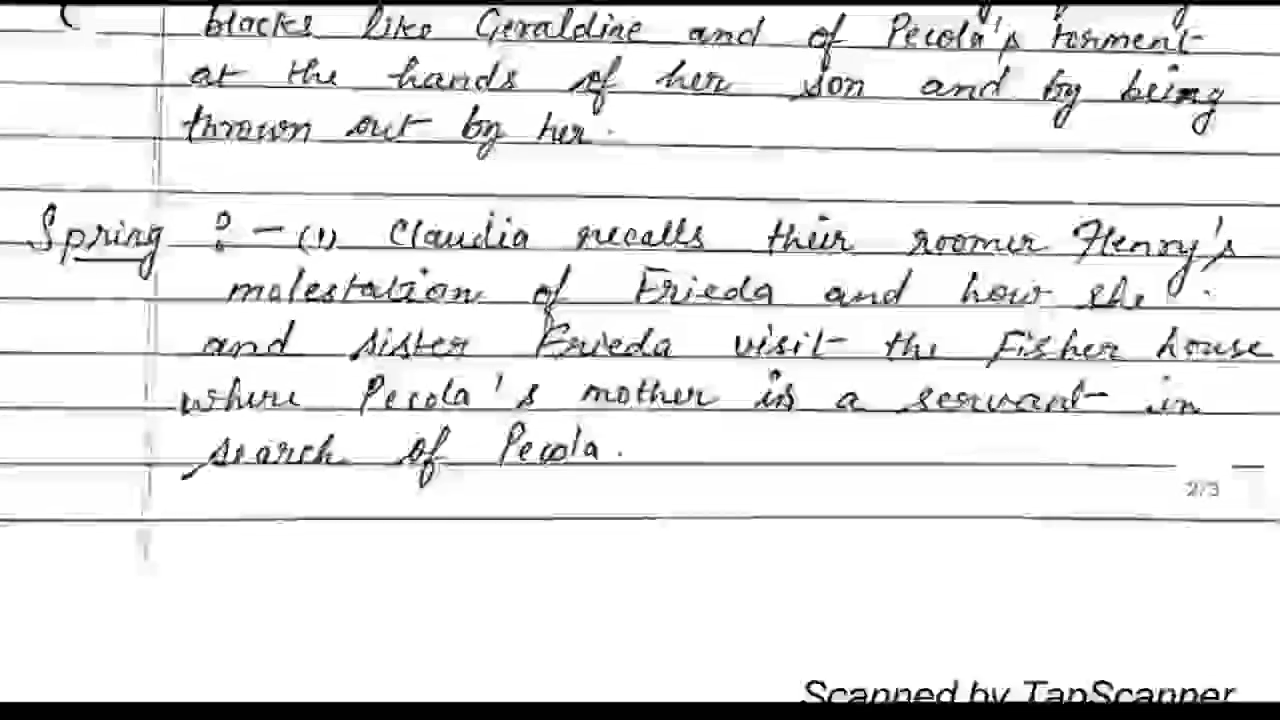 blacks like Geraldine and of Pecola's torment
at the hands of her son and by being
thrown out by her.
Spring :- (1) Claudia recalls their roomer Henry's
molestation of Frieda and how she
and sister Frieda visit the Fisher house
where Pecola's mother is a servant in
search of Pecola.
2/3
Scanned by TapScanner